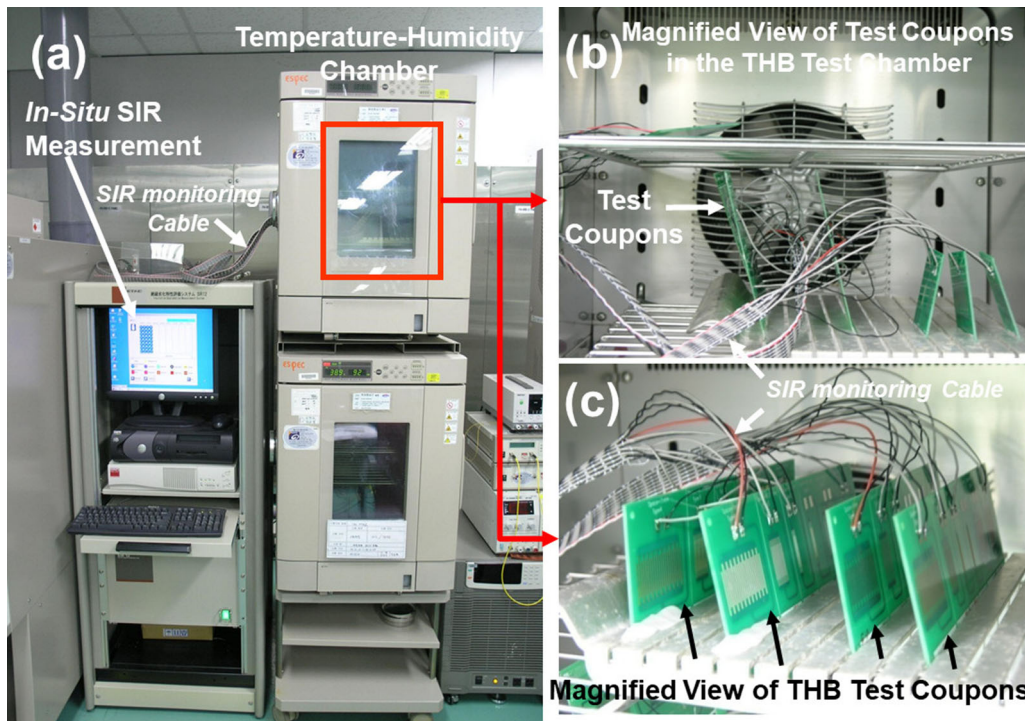 (a)
Temperature-Humidity
Chamber
In-Situ SIR
Measurement
SIR monitoring
Cable
ESPEC
ESPEC
(b)
Magnified View of Test Coupons
in the THB Test Chamber
Test
Coupons
SIR monitoring Cable
(c)
Magnified View of THB Test Coupons